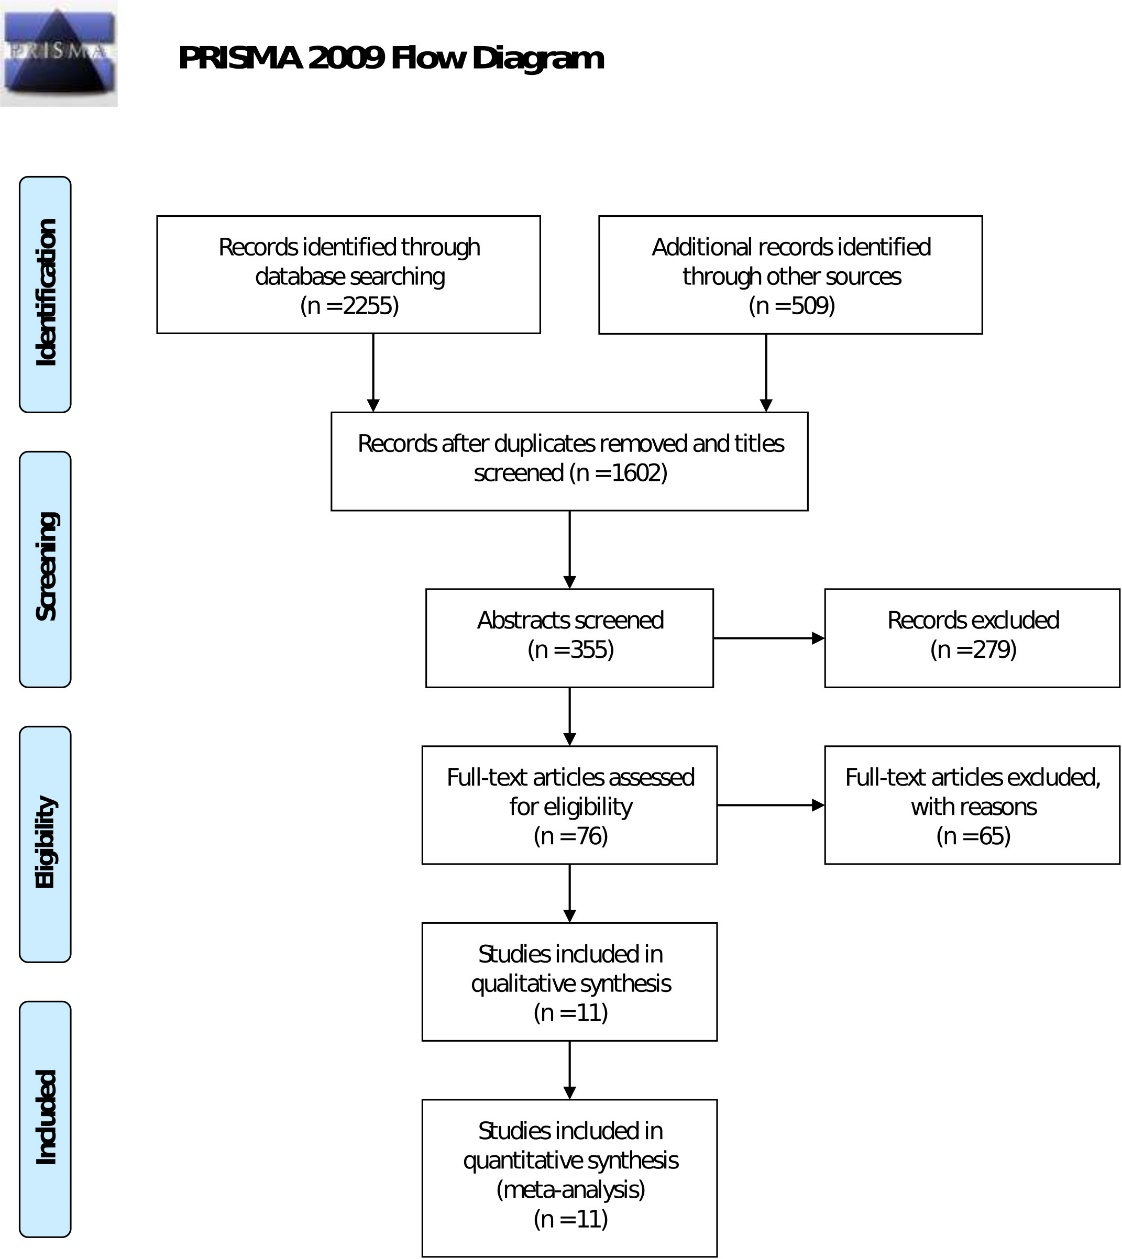 PRISMA
PRISMA 2009 Flow Diagram
Identification
Records identified through
database searching
(n = 2255)
Additional records identified
through other sources
(n = 509)
Records after duplicates removed and titles
screened (n = 1602)
Screening
Abstracts screened
(n = 355)
Records excluded
(n = 279)
Eligibility
Full-text articles assessed
for eligibility
(n = 76)
Full-text articles excluded,
with reasons
(n = 65)
Studies included in
qualitative synthesis
(n = 11)
Included
Studies included in
quantitative synthesis
(meta-analysis)
(n = 11)